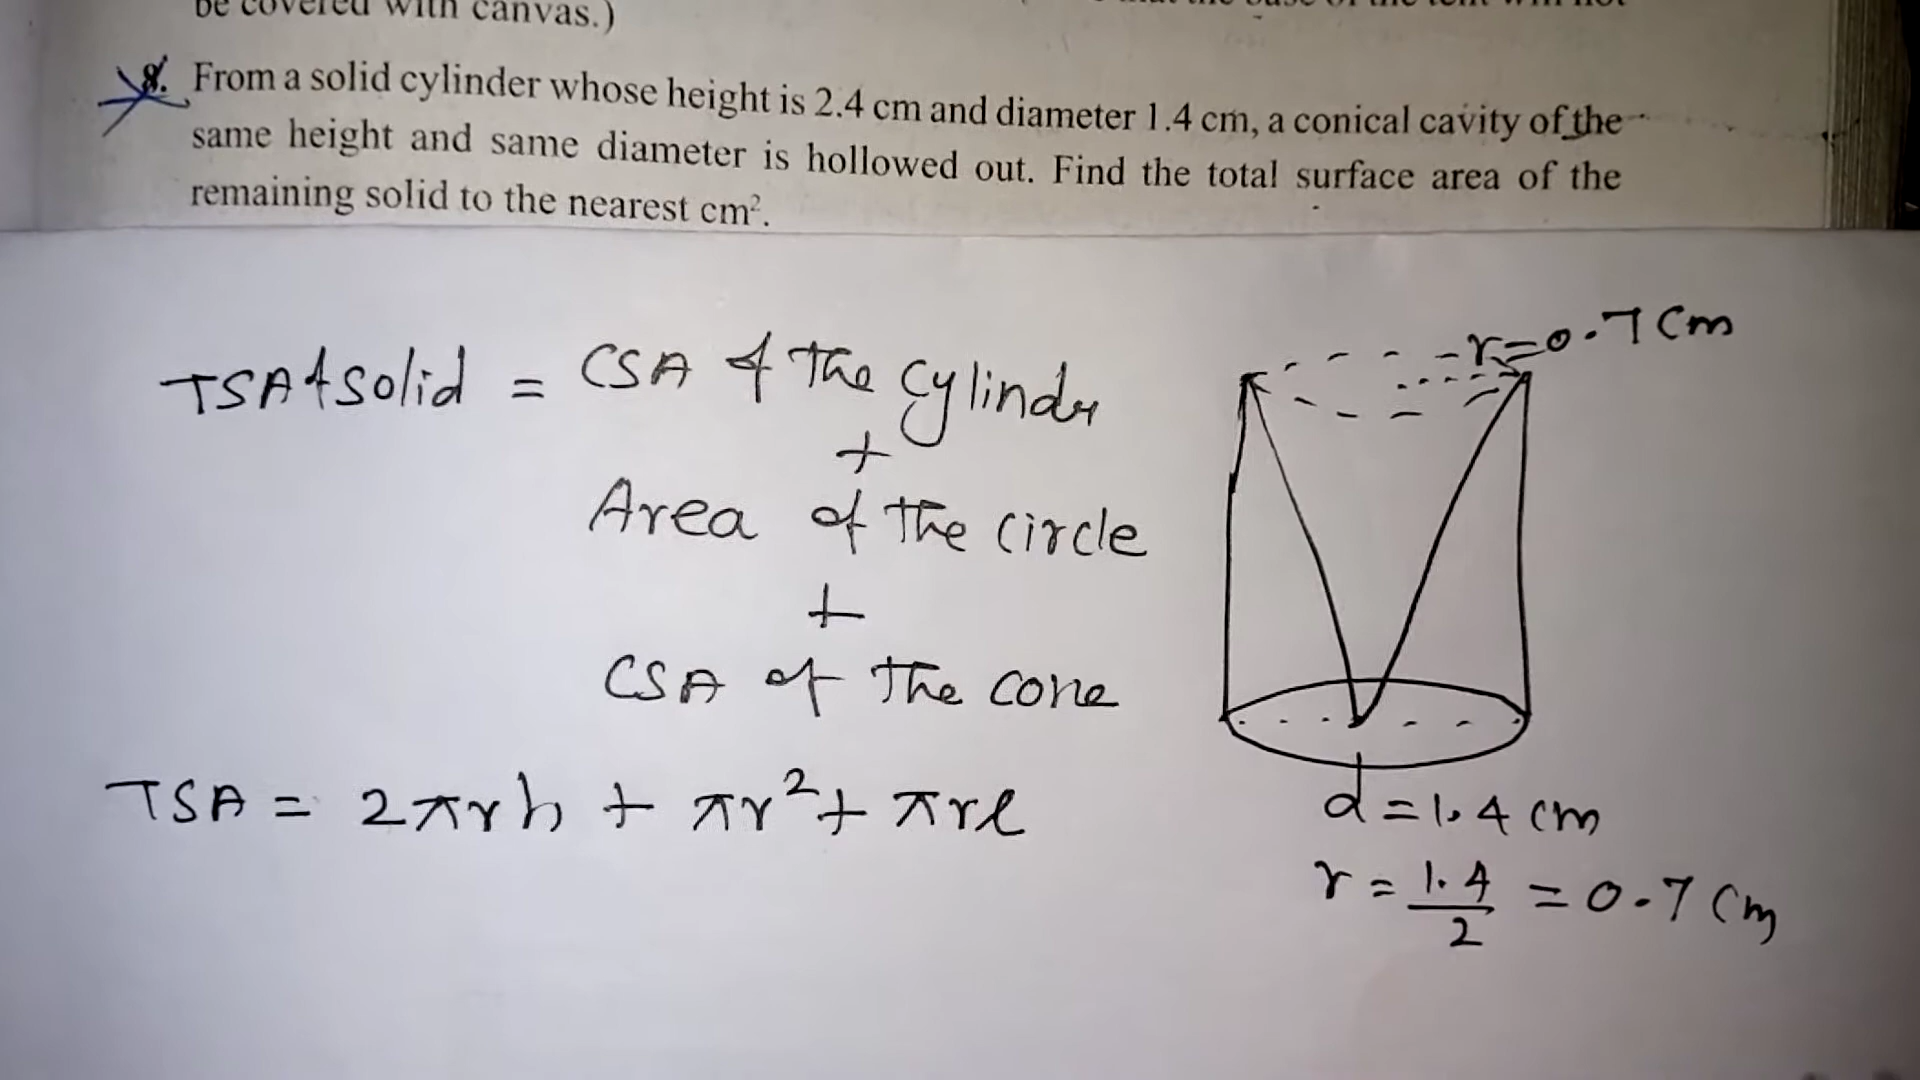 be covered with canvas.)
8. From a solid cylinder whose height is 2.4 cm and diameter 1.4 cm, a conical cavity of the
same height and same diameter is hollowed out. Find the total surface area of the
remaining solid to the nearest cm².
TSA of solid = CSA of the cylinder
+
Area of the circle
+
CSA of the cone
TSA = 2πrh + πr² + πrl
r=0.7 cm
d = 1.4 cm
r = 1.4/2 = 0.7 cm